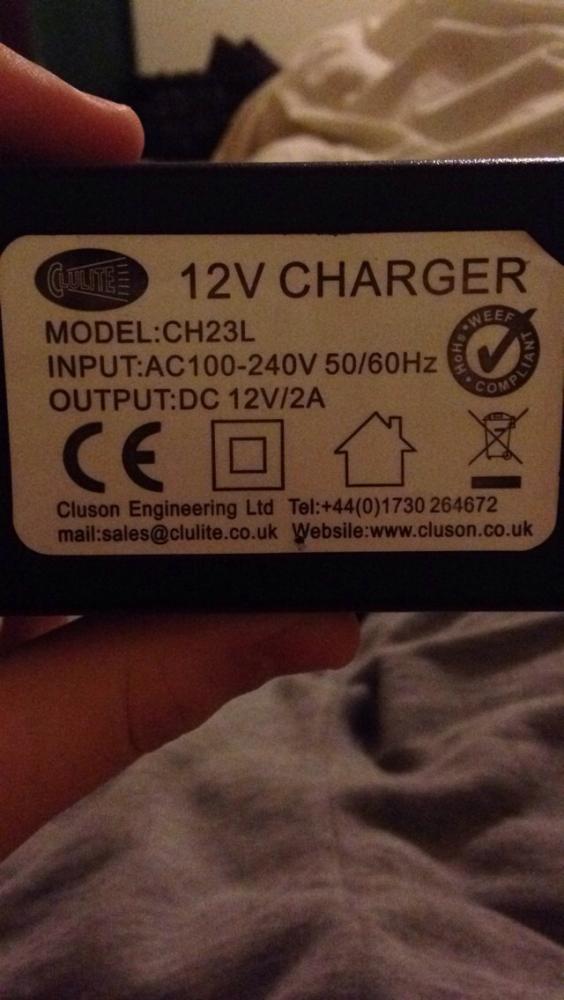 CLULITE
12V CHARGER
MODEL:CH23L
INPUT:AC100-240V 50/60Hz
OUTPUT:DC 12V/2A
WEEF
RoHS
COMPLIANT
CE
Cluson Engineering Ltd Tel:+44(0)1730 264672
mail:sales@clulite.co.uk Websile:www.cluson.co.uk